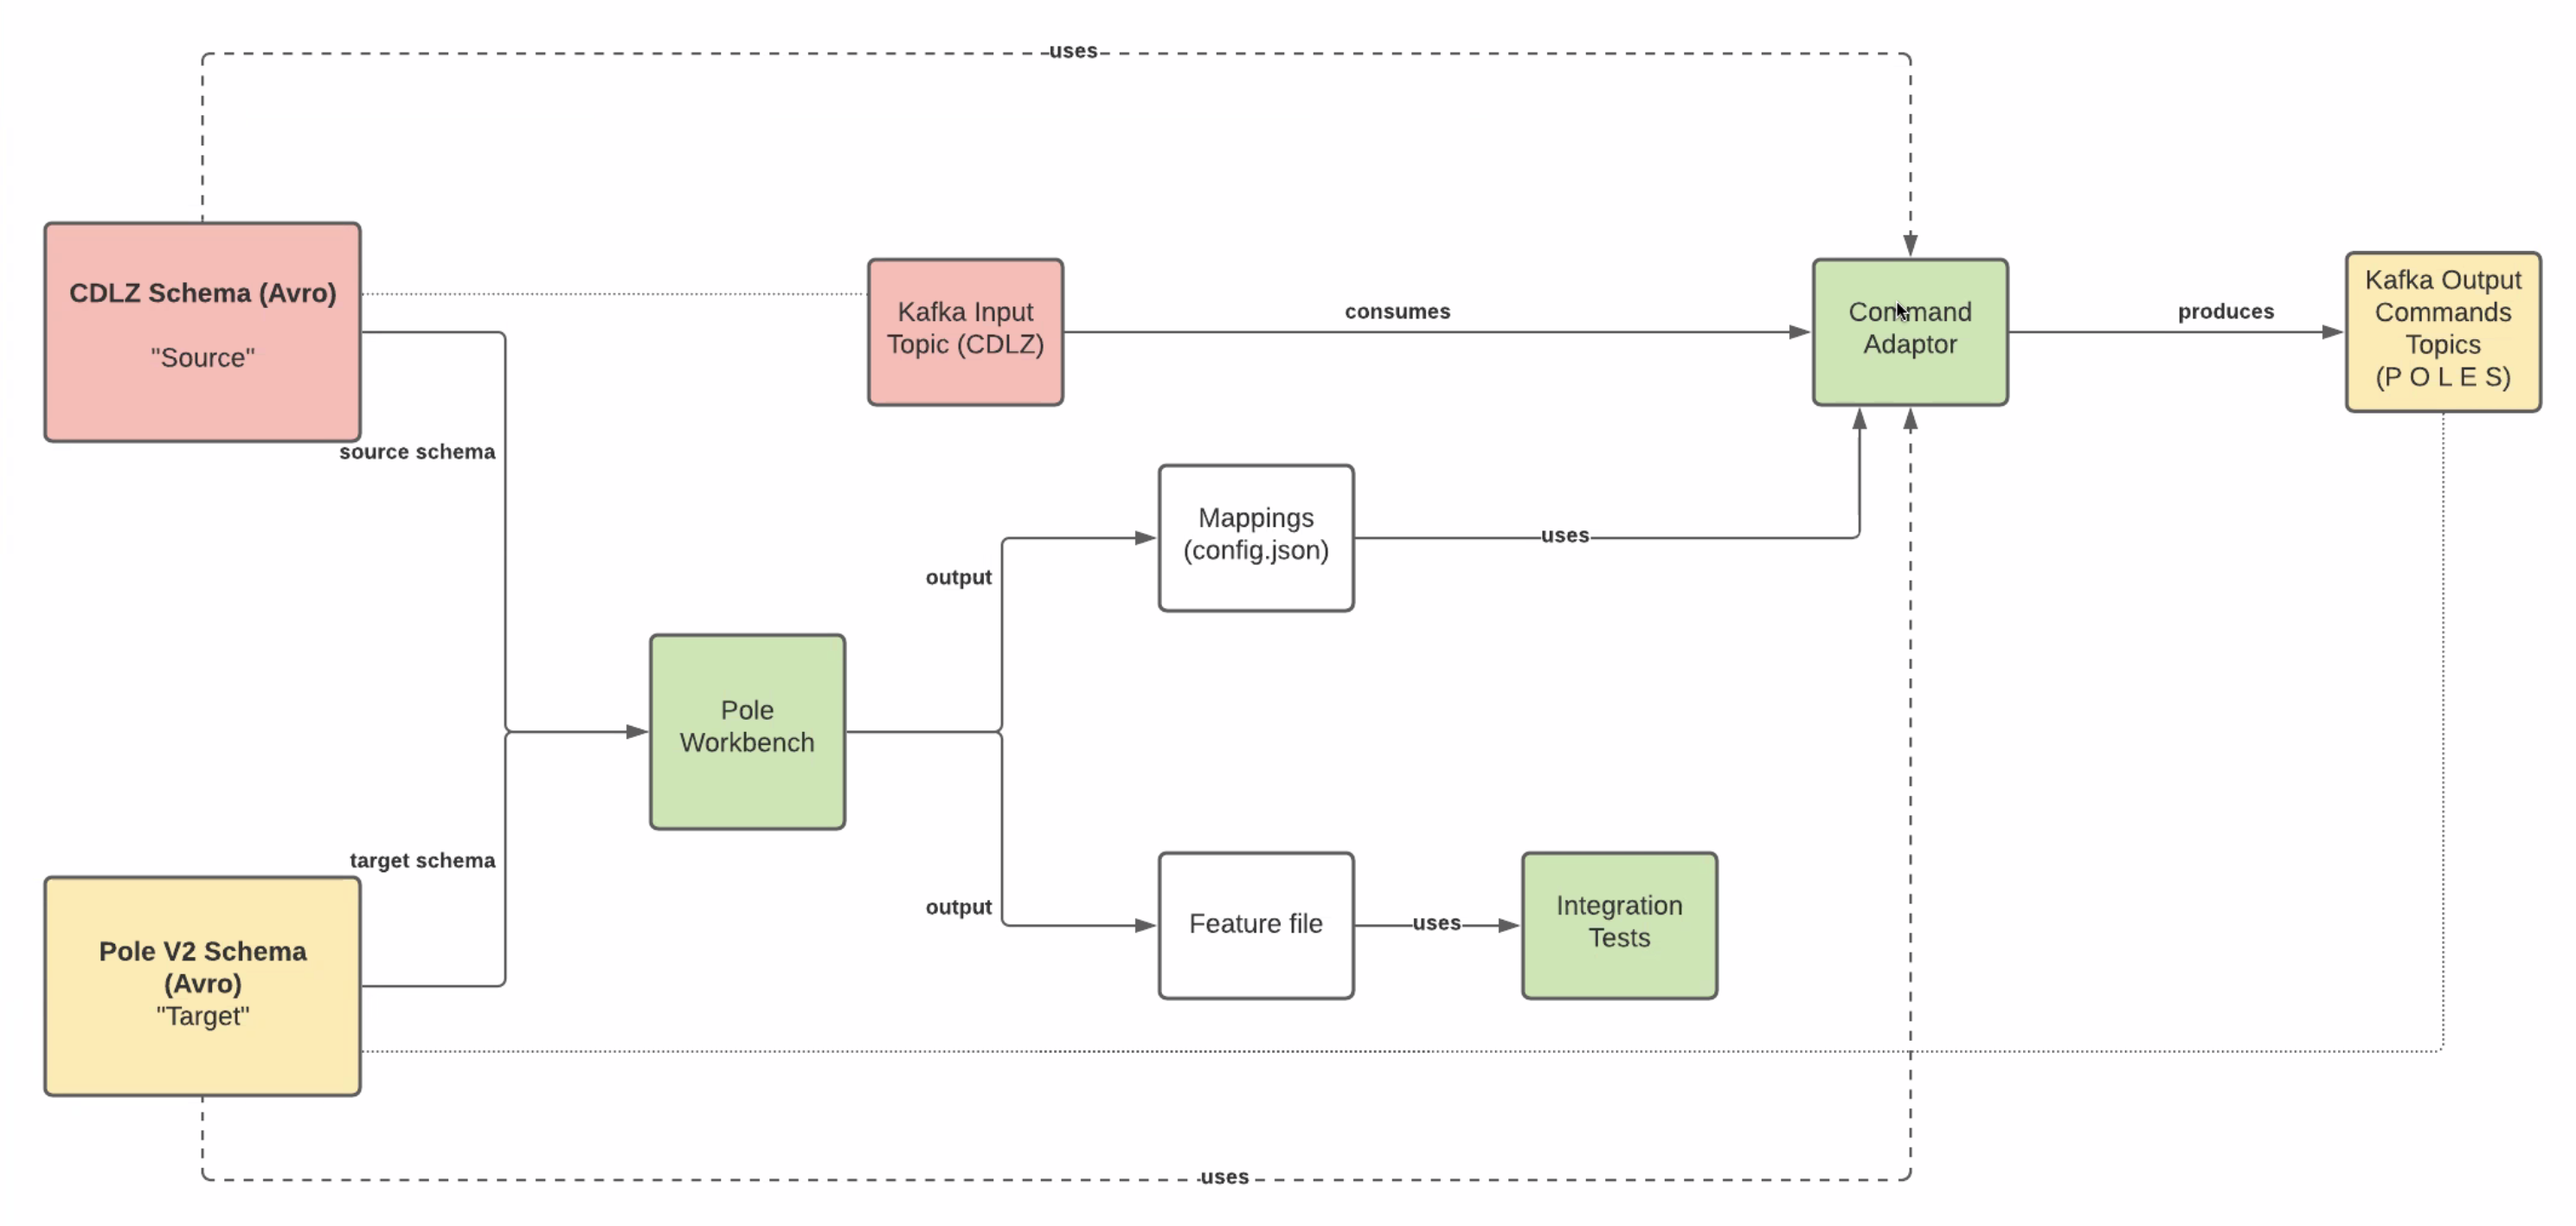 uses
CDLZ Schema (Avro)
"Source"
Kafka Input
Topic (CDLZ)
consumes
Command
Adaptor
produces
Kafka Output
Commands
Topics
(P O L E S)
source schema
Mappings
(config.json)
uses
output
Pole
Workbench
target schema
output
Feature file
uses
Integration
Tests
Pole V2 Schema
(Avro)
"Target"
uses